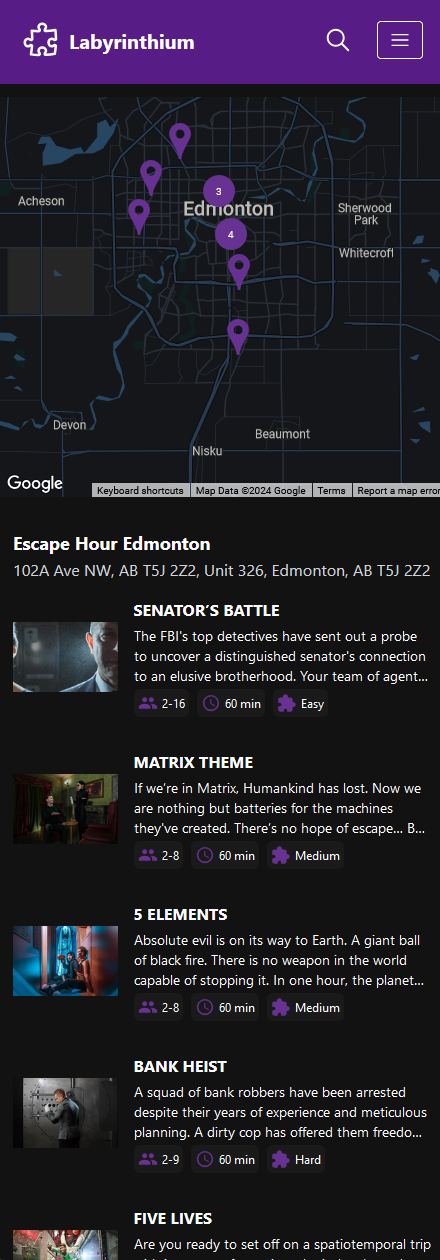 Labyrinthium
Acheson
3
Edmonton
Sherwood
Park
4
Whitecroft
Devon
Beaumont
Nisku
Google
Keyboard shortcuts
Map Data ©2024 Google
Terms
Report a map error
Escape Hour Edmonton
102A Ave NW, AB T5J 2Z2, Unit 326, Edmonton, AB T5J 2Z2
SENATOR’S BATTLE
The FBI's top detectives have sent out a probe
to uncover a distinguished senator's connection
to an elusive brotherhood. Your team of agent...
2-16 60 min Easy
MATRIX THEME
If we’re in Matrix, Humankind has lost. Now we
are nothing but batteries for the machines
they've created. There’s no hope of escape... B...
2-8 60 min Medium
5 ELEMENTS
Absolute evil is on its way to Earth. A giant ball
of black fire. There is no weapon in the world
capable of stopping it. In one hour, the planet...
2-8 60 min Medium
BANK HEIST
A squad of bank robbers have been arrested
despite their years of experience and meticulous
planning. A dirty cop has offered them freedo...
2-9 60 min Hard
FIVE LIVES
Are you ready to set off on a spatiotemporal trip